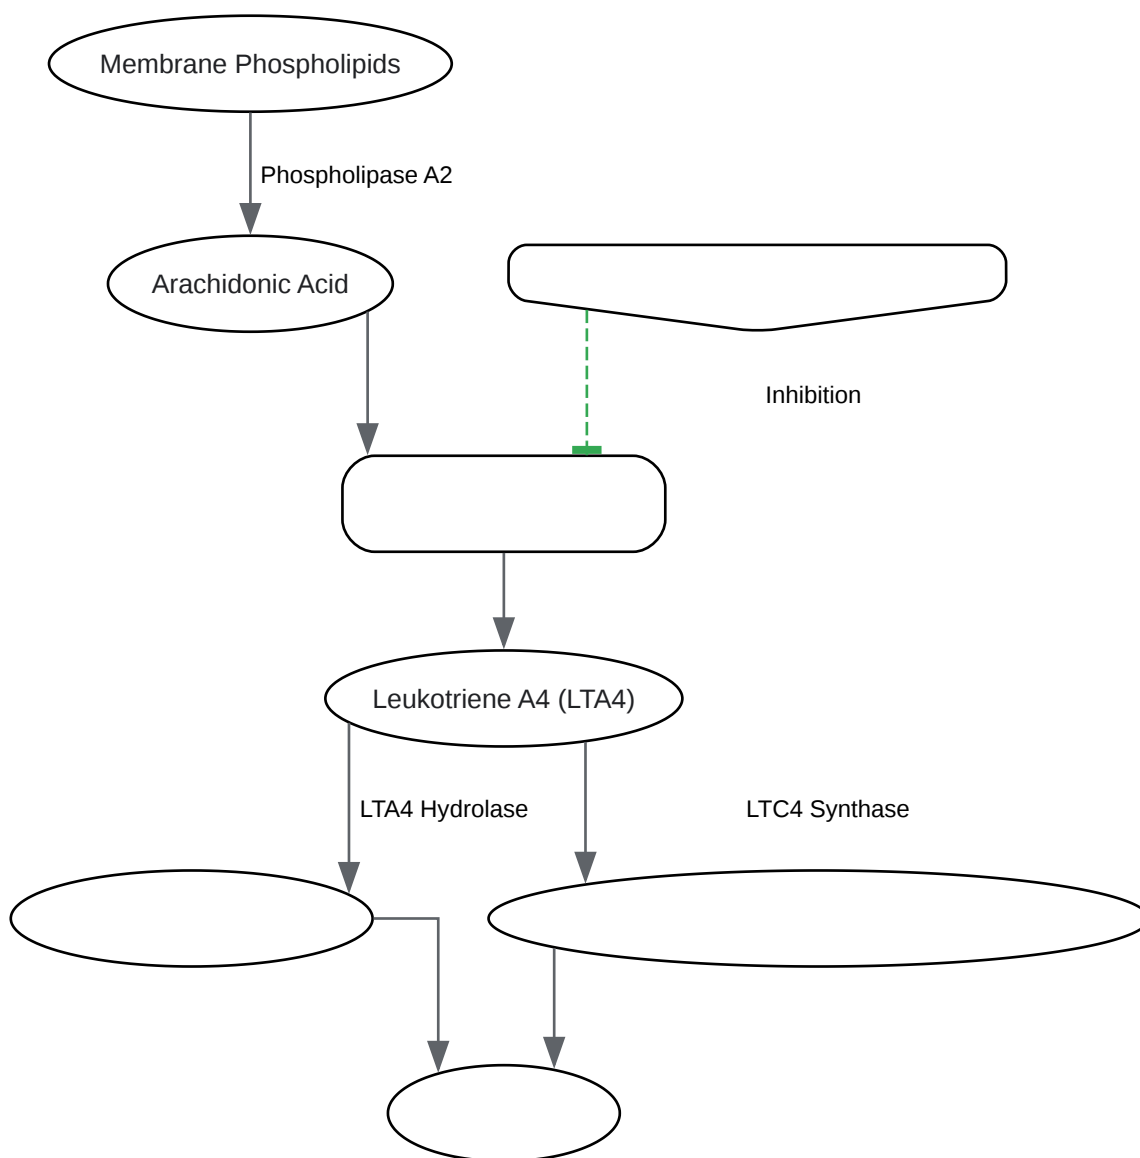 Membrane Phospholipids
Phospholipase A2
Arachidonic Acid
Inhibition
Leukotriene A4 (LTA4)
LTA4 Hydrolase
LTC4 Synthase